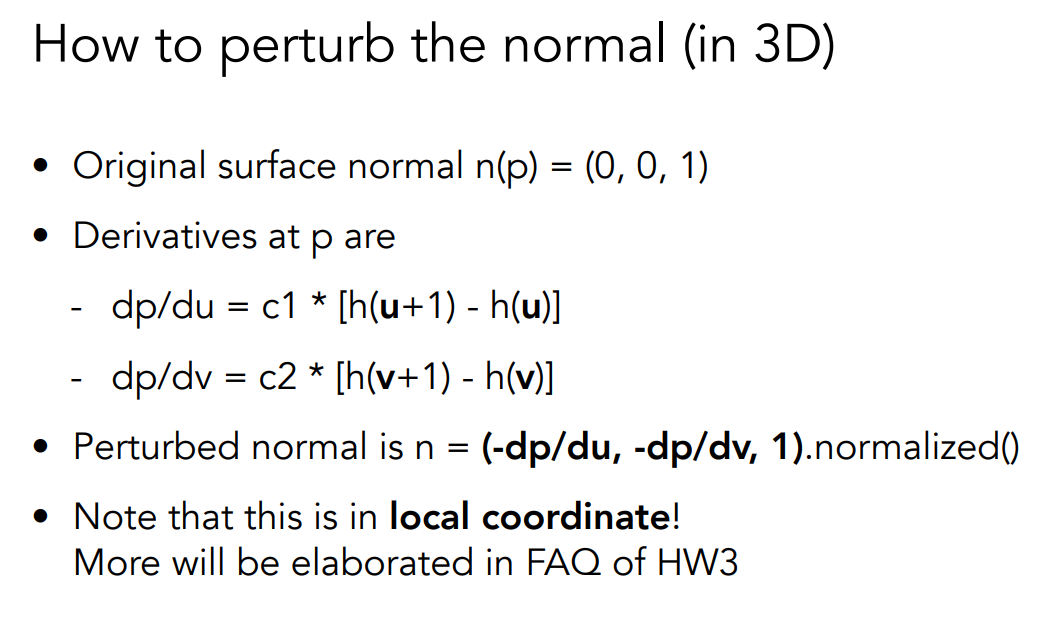 How to perturb the normal (in 3D)
• Original surface normal n(p) = (0, 0, 1)
• Derivatives at p are
- dp/du = c1 * [h(u+1) - h(u)]
- dp/dv = c2 * [h(v+1) - h(v)]
• Perturbed normal is n = (-dp/du, -dp/dv, 1).normalized()
• Note that this is in local coordinate!
More will be elaborated in FAQ of HW3